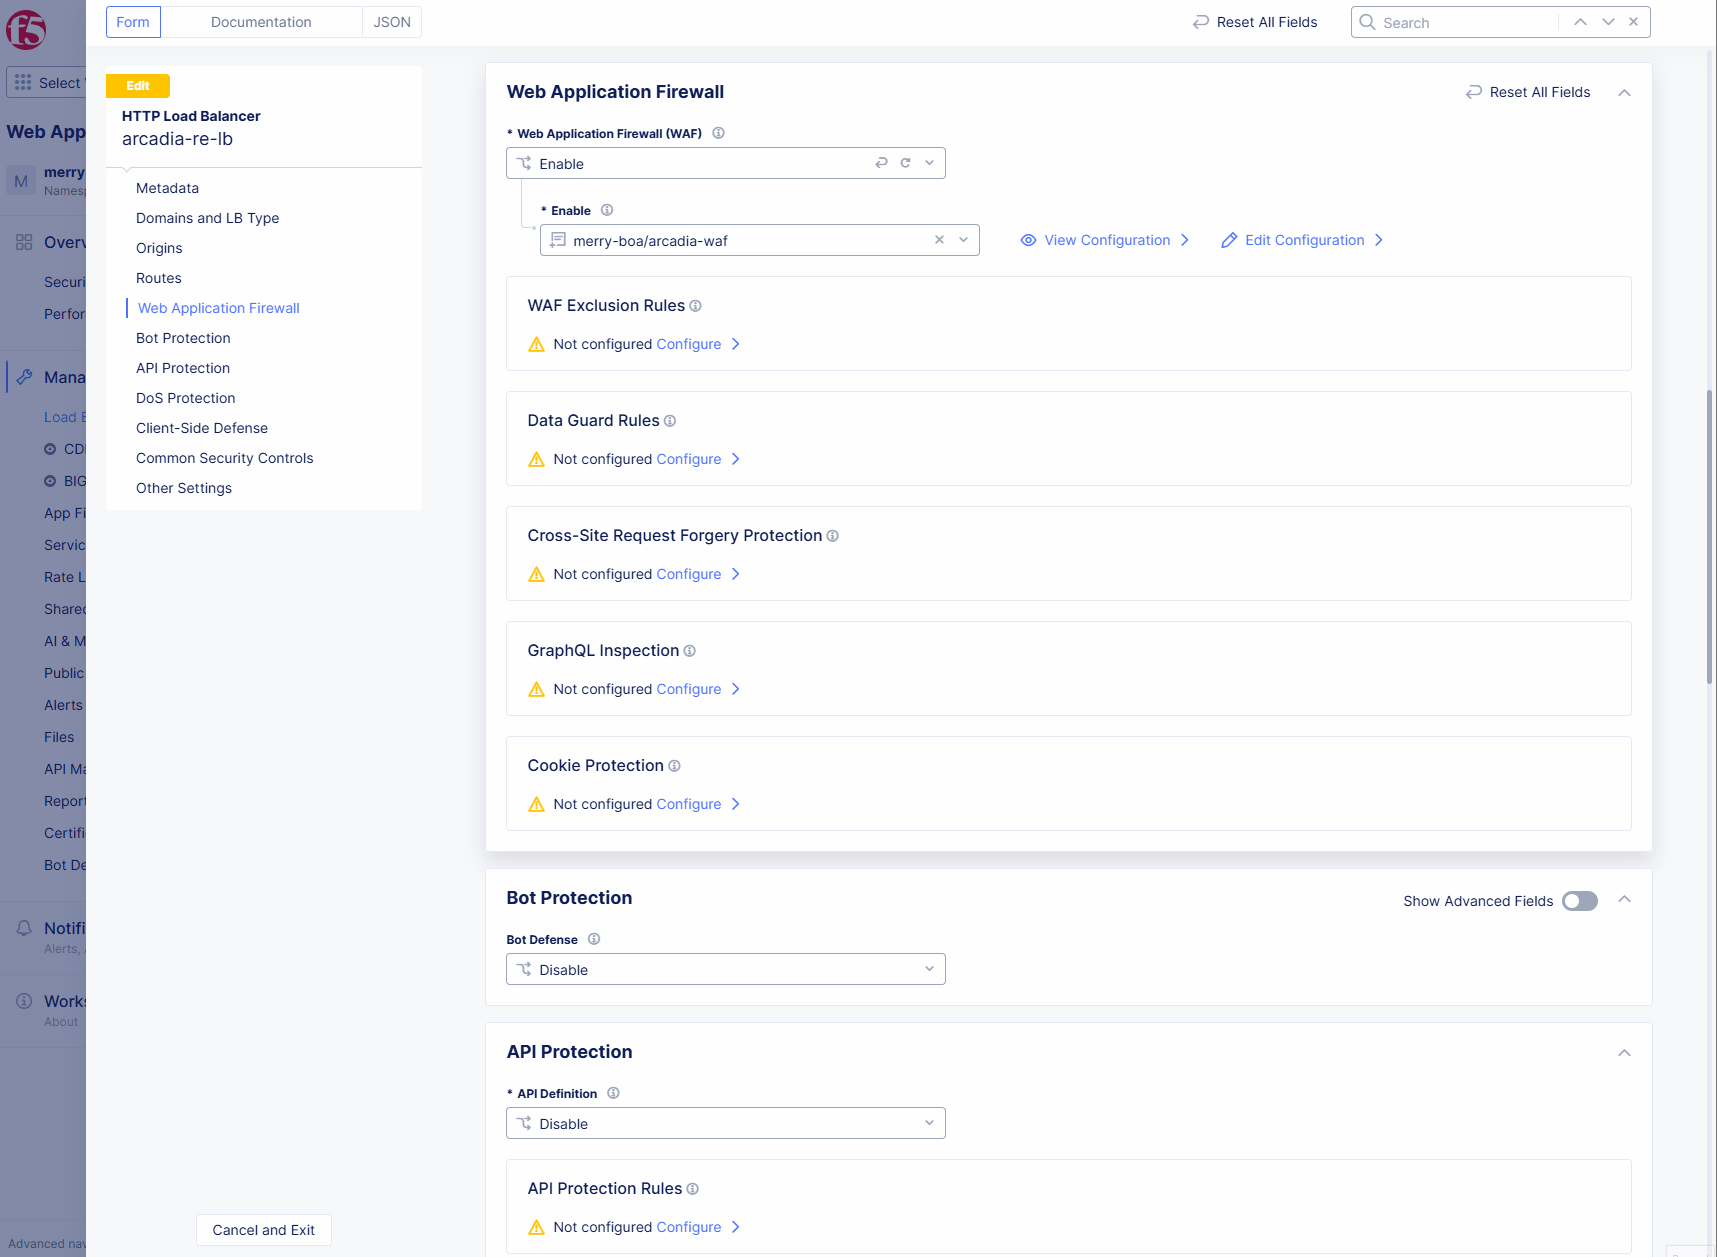 Form
Documentation
JSON
Reset All Fields
Search
f5
Select
Web App
M
merry
Names
Overv
Securi
Perfor
Mana
Load B
CD
BIG
App Fi
Servic
Rate L
Shared
AI & M
Public
Alerts
Files
API Ma
Report
Certifi
Bot De
Notifi
Alerts,
Works
About
Advanced nav
Edit
HTTP Load Balancer
arcadia-re-lb
Metadata
Domains and LB Type
Origins
Routes
Web Application Firewall
Bot Protection
API Protection
DoS Protection
Client-Side Defense
Common Security Controls
Other Settings
Cancel and Exit
Web Application Firewall
Reset All Fields
* Web Application Firewall (WAF)
Enable
* Enable
merry-boa/arcadia-waf
View Configuration
Edit Configuration
WAF Exclusion Rules
Not configured Configure
Data Guard Rules
Not configured Configure
Cross-Site Request Forgery Protection
Not configured Configure
GraphQL Inspection
Not configured Configure
Cookie Protection
Not configured Configure
Bot Protection
Show Advanced Fields
Bot Defense
Disable
API Protection
* API Definition
Disable
API Protection Rules
Not configured Configure